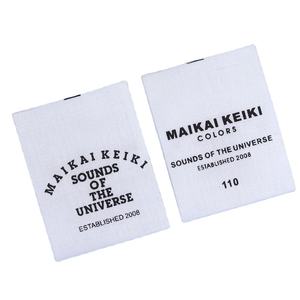 MAIKAI KEIKI
SOUNDS
OF
THE
UNIVERSE
ESTABLISHED 2008
MAIKAI KEIKI
COLORS
SOUNDS OF THE UNIVERSE
ESTABLISHED 2008
110